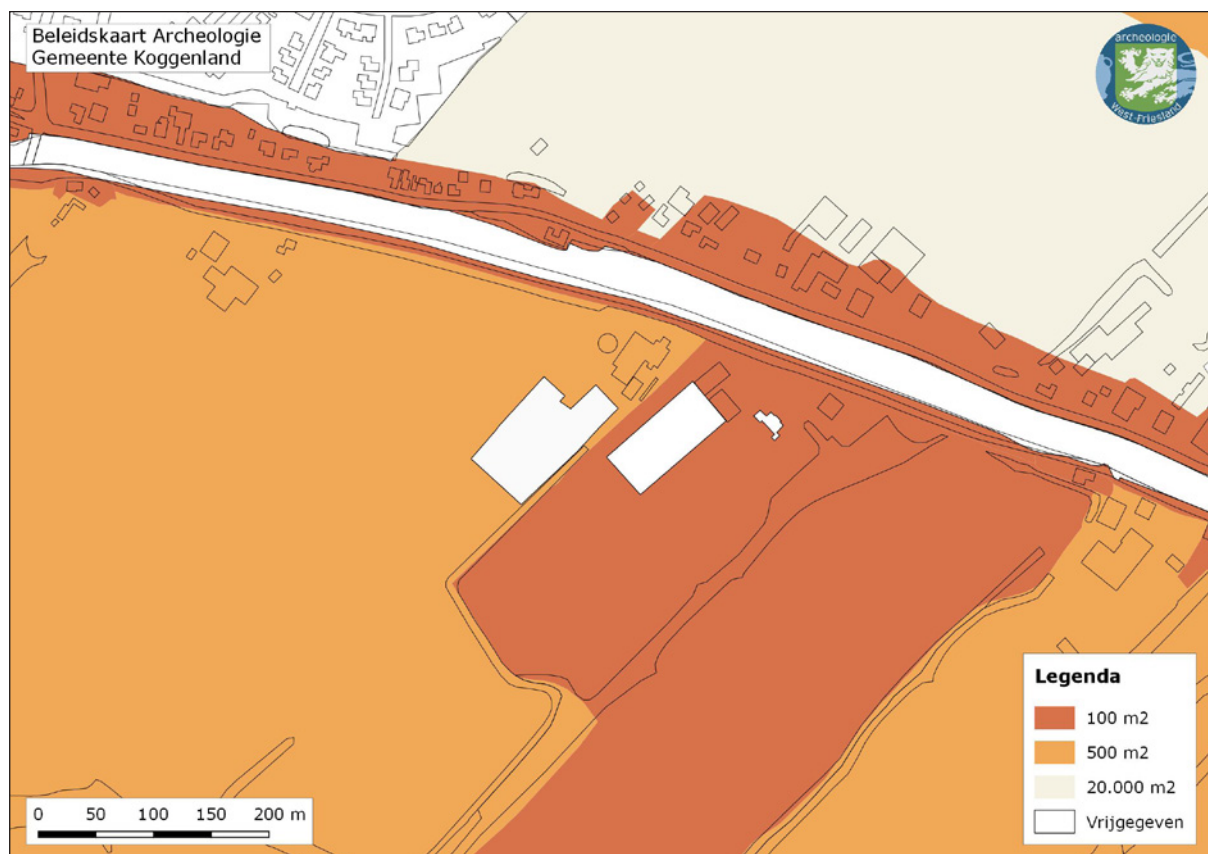 Beleidskaart Archeologie
Gemeente Koggenland
archeologie
West-Friesland
Legenda
100 m2
500 m2
20.000 m2
Vrijgegeven
0 50 100 150 200 m